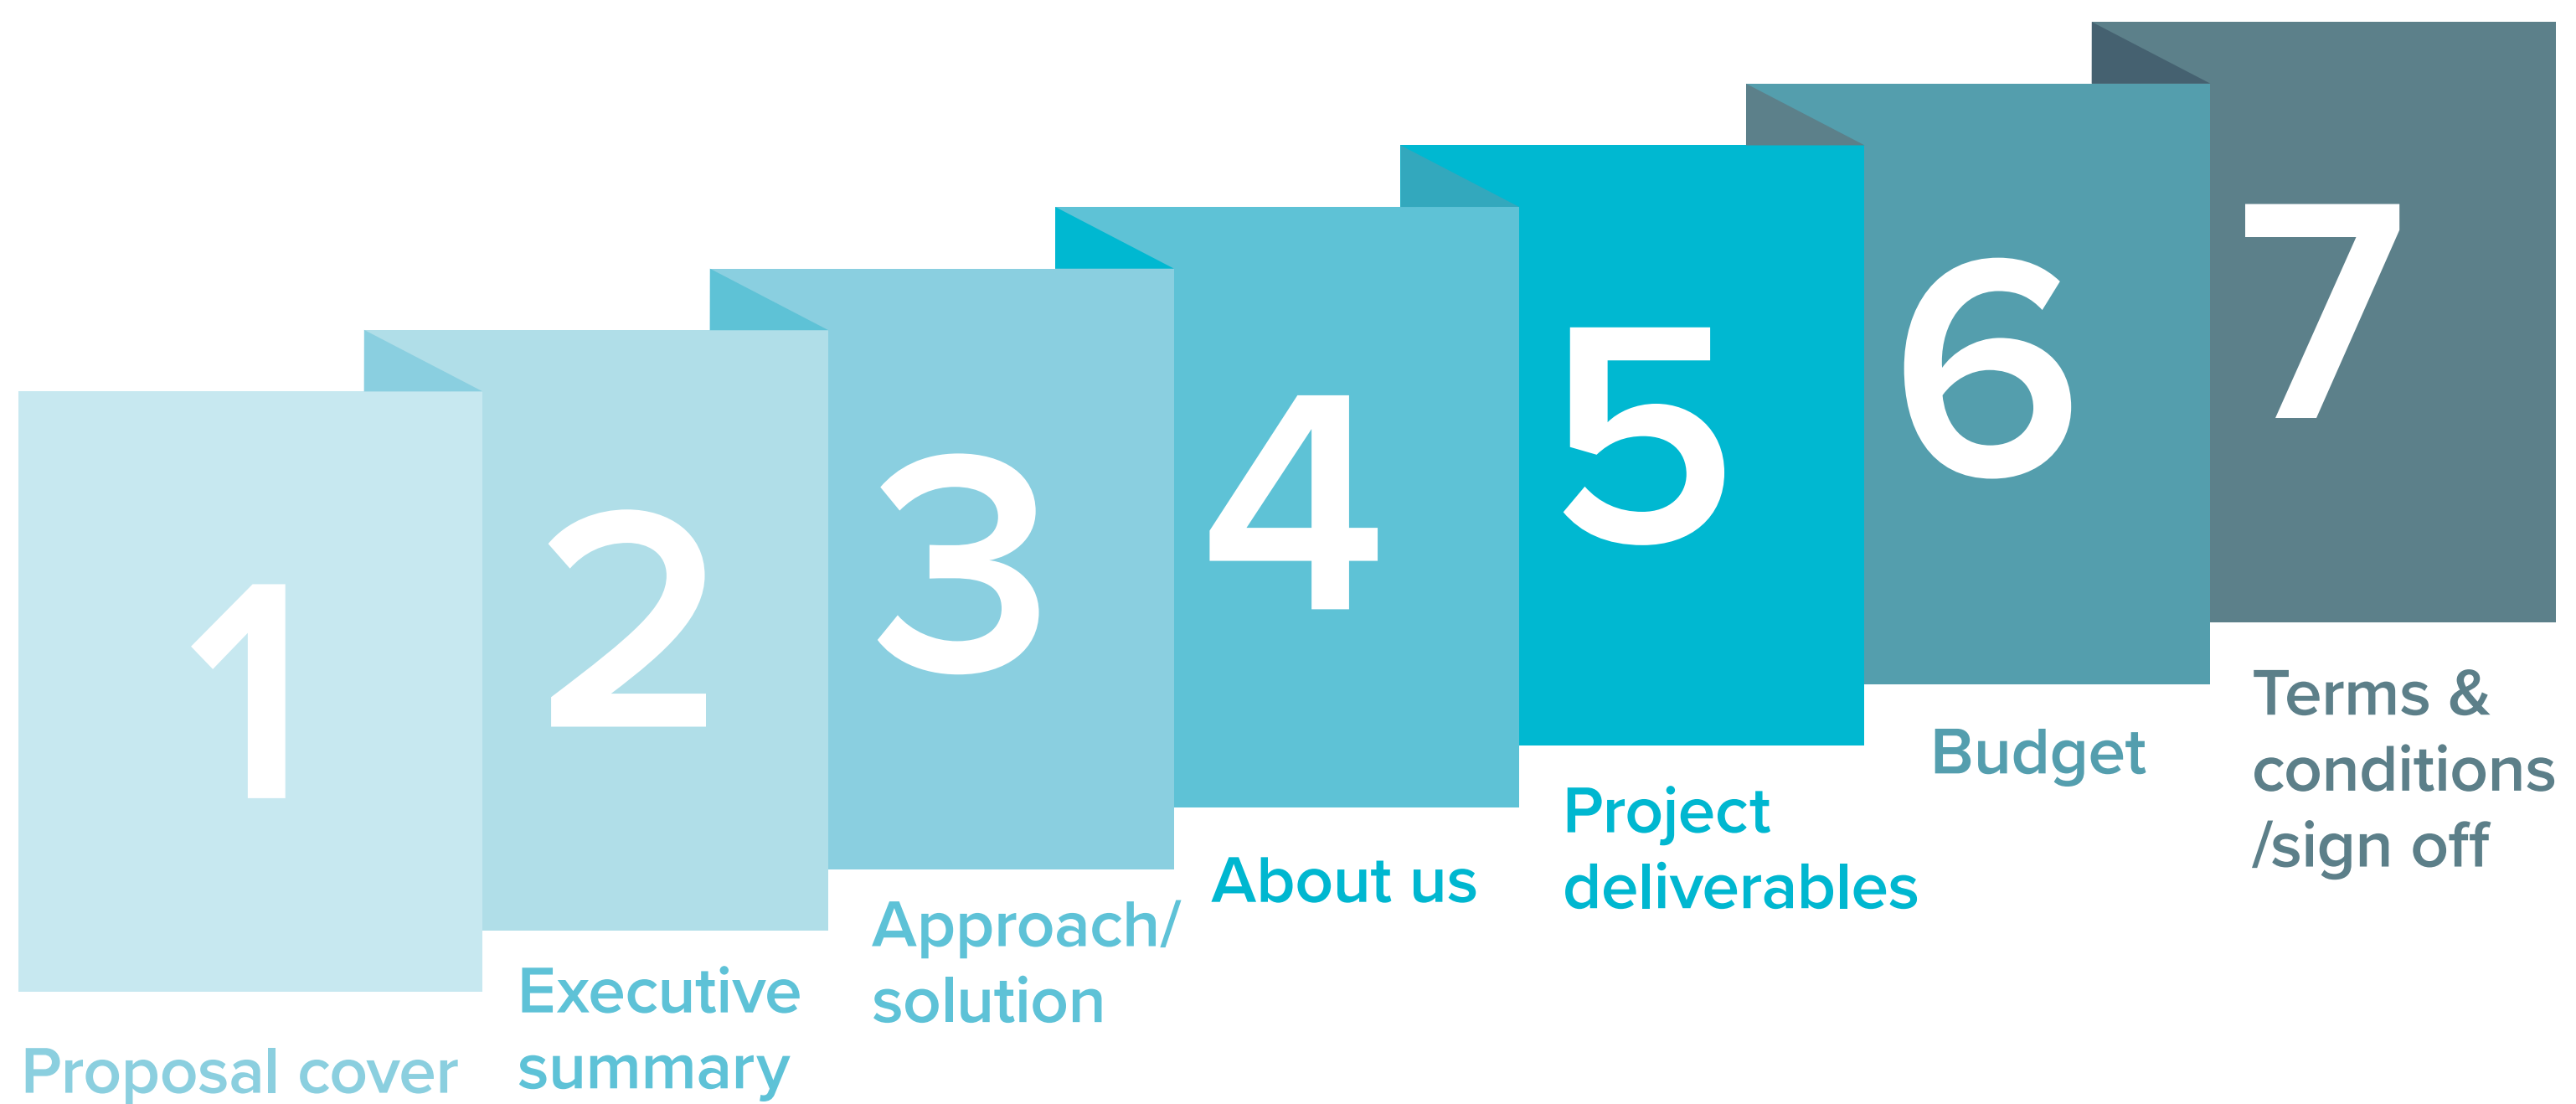 1
Proposal cover
2
Executive
summary
3
Approach/
solution
4
About us
5
Project
deliverables
6
Budget
7
Terms &
conditions
/sign off